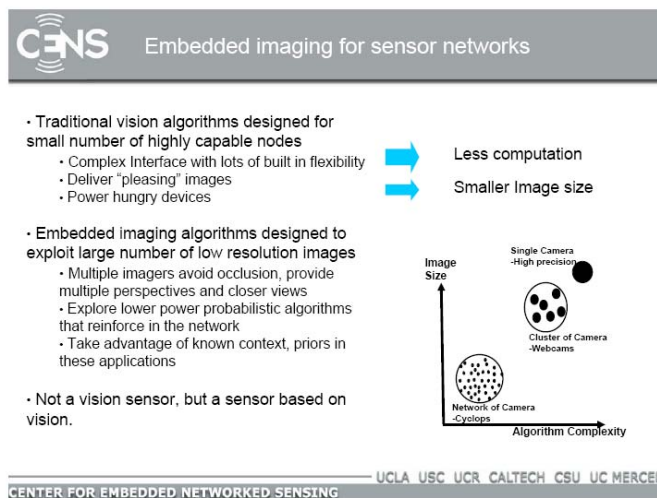 CENS
Embedded imaging for sensor networks
• Traditional vision algorithms designed for
small number of highly capable nodes
• Complex Interface with lots of built in flexibility
• Deliver “pleasing” images
• Power hungry devices
Less computation
Smaller Image size
• Embedded imaging algorithms designed to
exploit large number of low resolution images
• Multiple imagers avoid occlusion, provide
multiple perspectives and closer views
• Explore lower power probabilistic algorithms
that reinforce in the network
• Take advantage of known context, priors in
these applications
• Not a vision sensor, but a sensor based on
vision.
Image
Size
Single Camera
-High precision
Cluster of Camera
-Webcams
Network of Camera
-Cyclops
Algorithm Complexity
UCLA USC UCR CALTECH CSU UC MERCED
CENTER FOR EMBEDDED NETWORKED SENSING